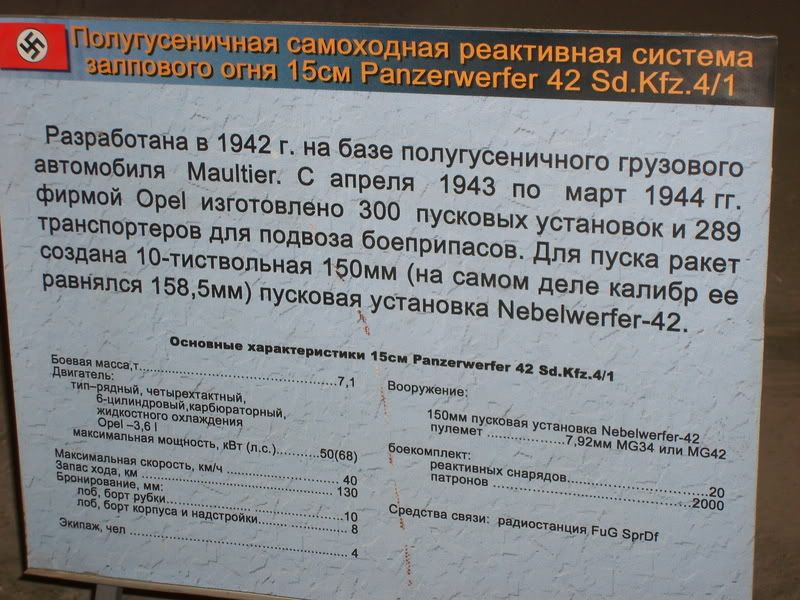 Полугусеничная самоходная реактивная система
залпового огня 15см Panzerwerfer 42 Sd.Kfz.4/1
Разработана в 1942 г. на базе полугусеничного грузового
автомобиля Maultier. С апреля 1943 по март 1944 гг.
фирмой Opel изготовлено 300 пусковых установок и 289
транспортеров для подвоза боеприпасов. Для пуска ракет
создана 10-тиствольная 150мм (на самом деле калибр ее
равнялся 158,5мм) пусковая установка Nebelwerfer-42.
Основные характеристики 15см Panzerwerfer 42 Sd.Kfz.4/1
Боевая масса,т...7,1
Двигатель:
тип–рядный, четырехтактный,
6-цилиндровый,карбюраторный,
жидкостного охлаждения
Opel –3,6 l
максимальная мощность, кВт (л.с.)...50(68)
Максимальная скорость, км/ч ... 40
Запас хода, км ... 130
Бронирование, мм:
лоб, борт рубки...10
лоб, борт корпуса и надстройки... 8
Экипаж, чел ... 4
Вооружение:
150мм пусковая установка Nebelwerfer-42
пулемет ...7,92мм MG34 или MG42
боекомплект:
реактивных снарядов...20
патронов ...2000
Средства связи: радиостанция FuG SprDf